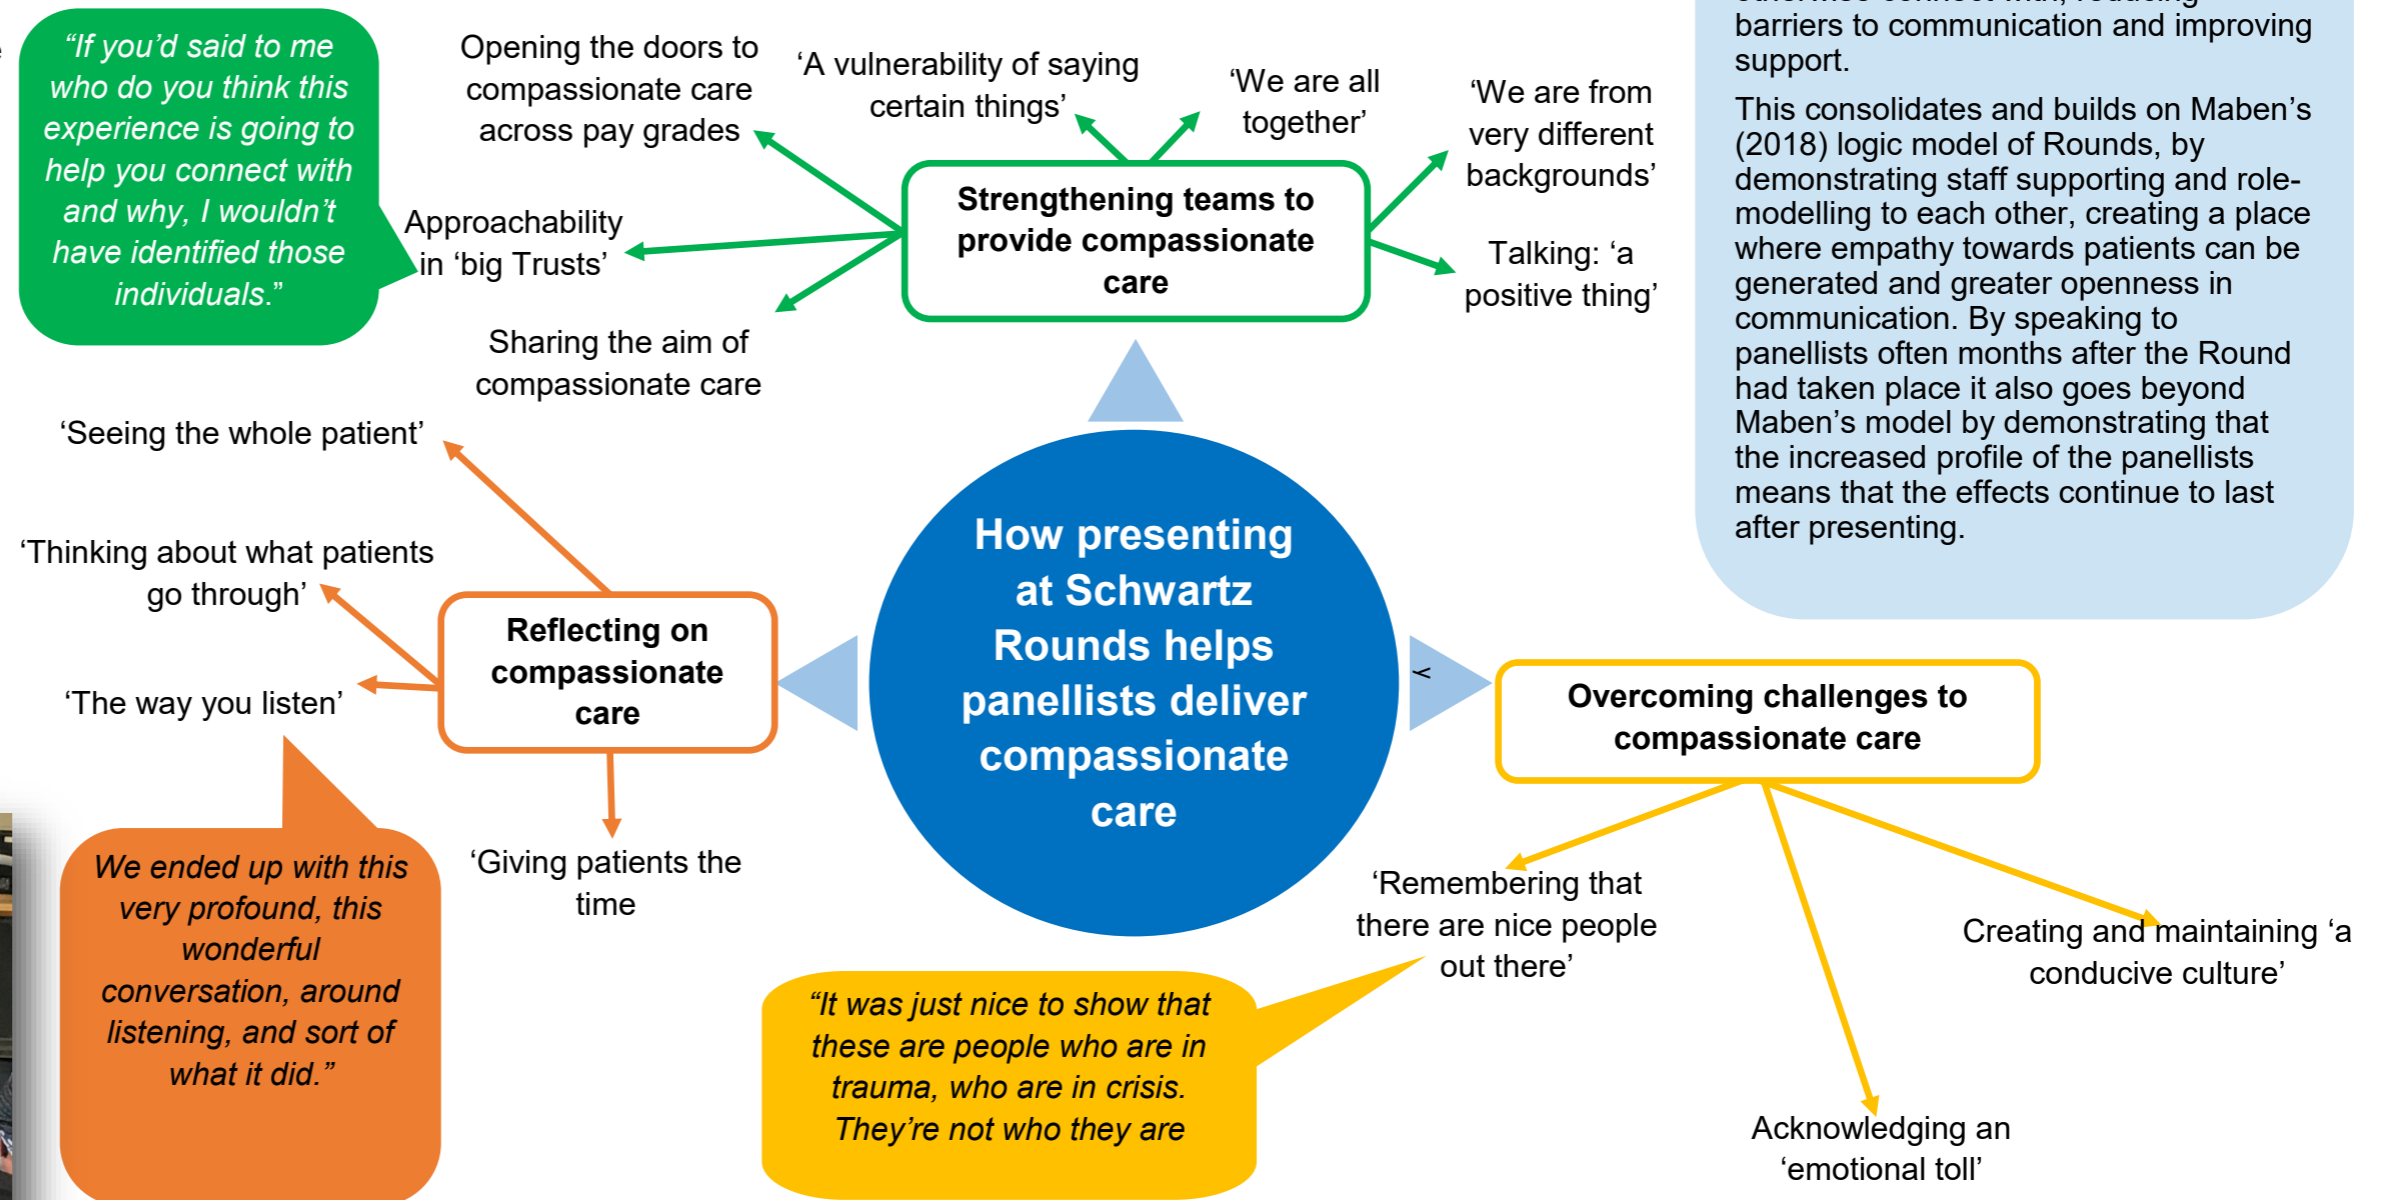 “If you’d said to me
who do you think this
experience is going to
help you connect with
and why, I wouldn’t
have identified those
individuals.”
Opening the doors to
compassionate care
across pay grades
‘A vulnerability of saying
certain things’
‘We are all
together’
‘We are from
very different
backgrounds’
Approachability
in ‘big Trusts’
Strengthening teams to
provide compassionate
care
Talking: ‘a
positive thing’
Sharing the aim of
compassionate care
barriers to communication and improving
support.
This consolidates and builds on Maben’s
(2018) logic model of Rounds, by
demonstrating staff supporting and role-
modelling to each other, creating a place
where empathy towards patients can be
generated and greater openness in
communication. By speaking to
panellists often months after the Round
had taken place it also goes beyond
Maben’s model by demonstrating that
the increased profile of the panellists
means that the effects continue to last
after presenting.
‘Seeing the whole patient’
‘Thinking about what patients
go through’
‘The way you listen’
Reflecting on
compassionate
care
‘Giving patients the
time
We ended up with this
very profound, this
wonderful
conversation, around
listening, and sort of
what it did.”
How presenting
at Schwartz
Rounds helps
panellists deliver
compassionate
care
Overcoming challenges to
compassionate care
‘Remembering that
there are nice people
out there’
Creating and maintaining ‘a
conducive culture’
Acknowledging an
‘emotional toll’
“It was just nice to show that
these are people who are in
trauma, who are in crisis.
They’re not who they are